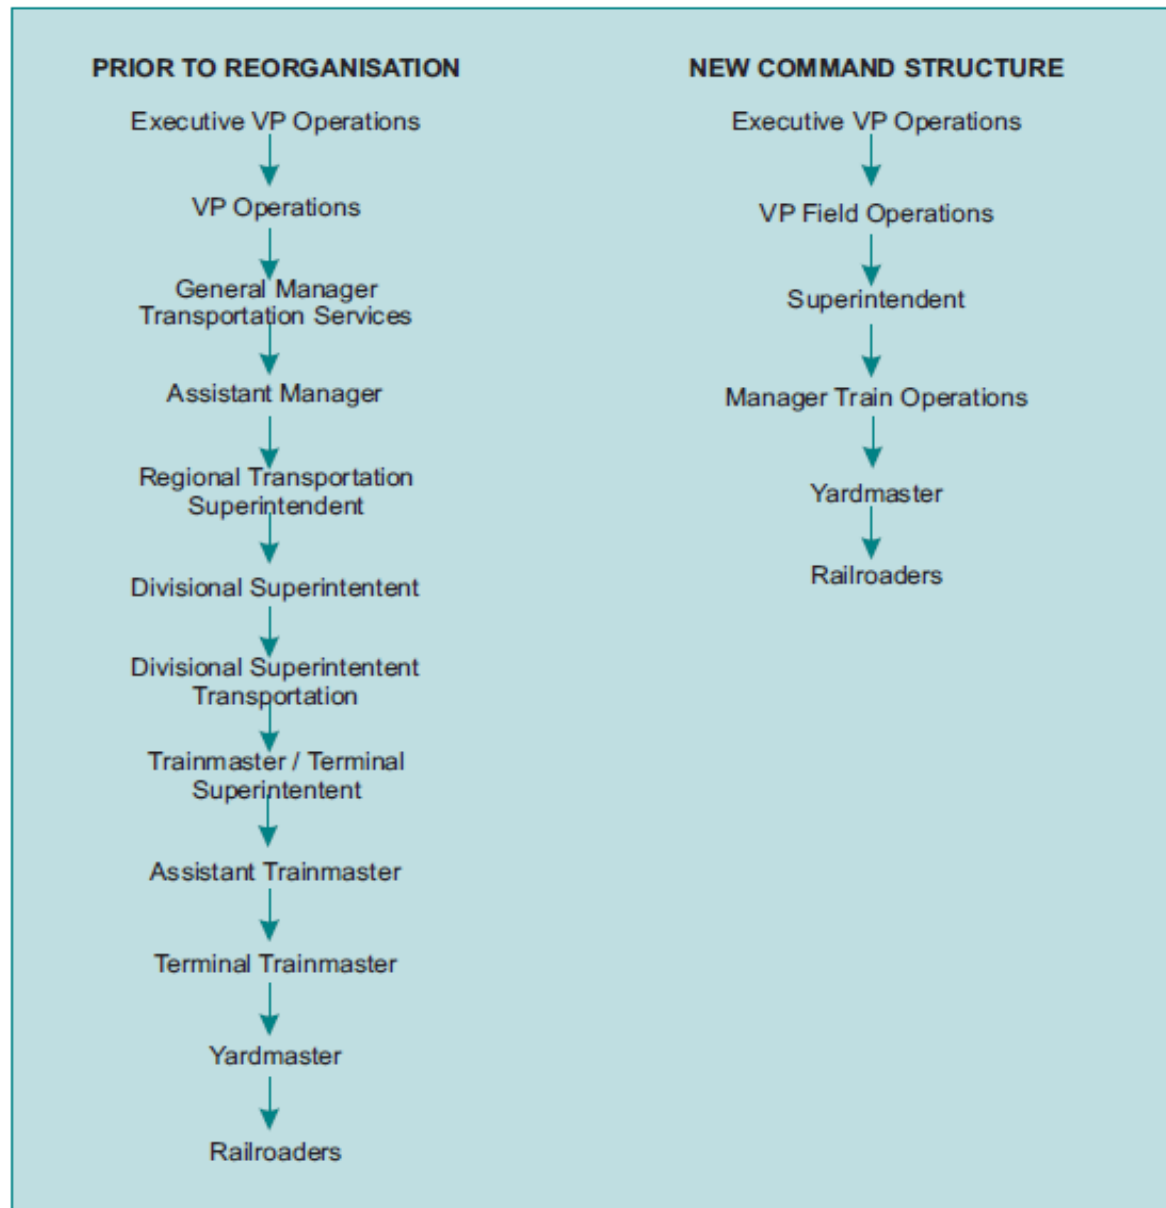 PRIOR TO REORGANISATION
Executive VP Operations
VP Operations
General Manager
Transportation Services
Assistant Manager
Regional Transportation
Superintendent
Divisional Superintentent
Divisional Superintentent
Transportation
Trainmaster / Terminal
Superintentent
Assistant Trainmaster
Terminal Trainmaster
Yardmaster
Railroaders
NEW COMMAND STRUCTURE
Executive VP Operations
VP Field Operations
Superintendent
Manager Train Operations
Yardmaster
Railroaders